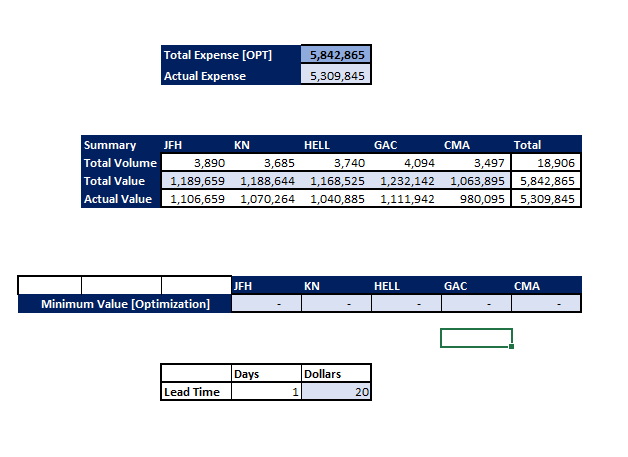 Total Expense [OPT] 5,842,865
Actual Expense 5,309,845
Summary JFH KN HELL GAC CMA Total
Total Volume 3,890 3,685 3,740 4,094 3,497 18,906
Total Value 1,189,659 1,188,644 1,168,525 1,232,142 1,063,895 5,842,865
Actual Value 1,106,659 1,070,264 1,040,885 1,111,942 980,095 5,309,845
JFH KN HELL GAC CMA
Minimum Value [Optimization] - - - - -
Days Dollars
Lead Time 1 20